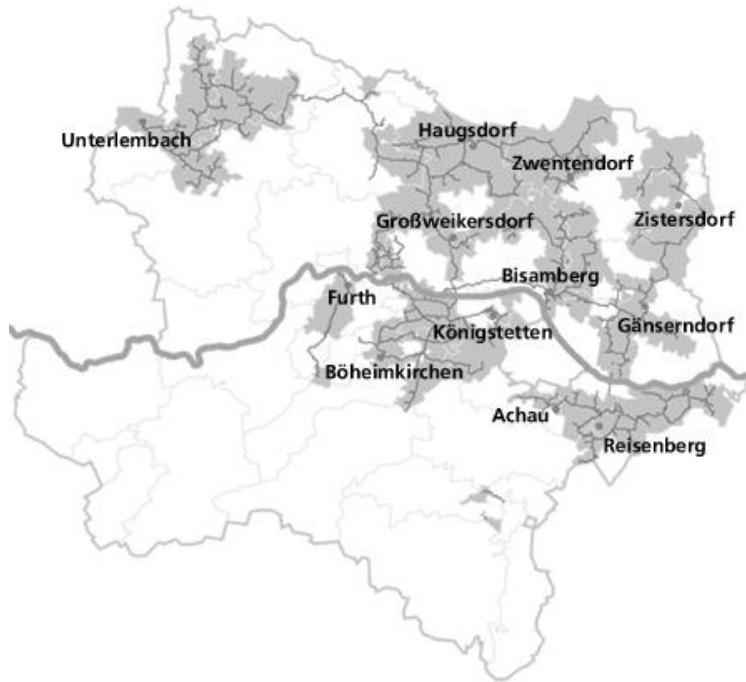 Haugsdorf
Unterlembach
Zwentendorf
Großweikersdorf
Zistersdorf
Bisamberg
Furth
Königstetten
Gänserndorf
Böheimkirchen
Achau
Reisenberg